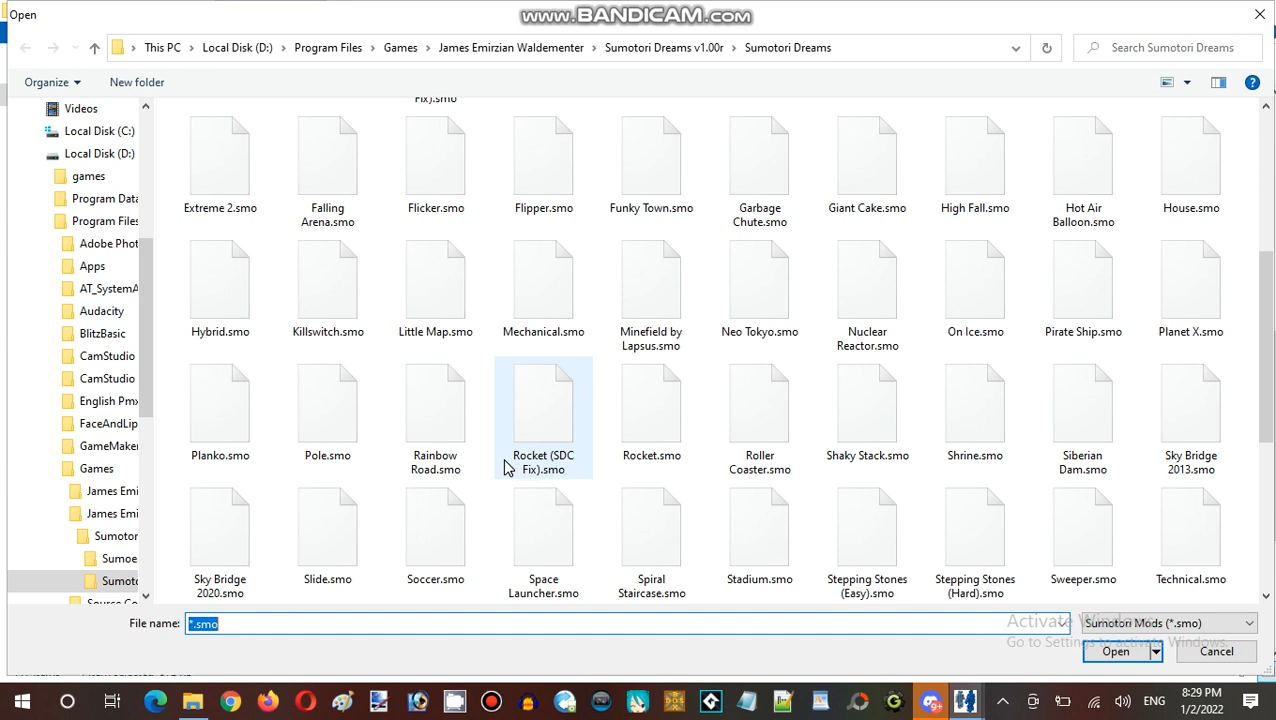 Open
www.BANDICAM.com
This PC > Local Disk (D:) > Program Files > Games > James Emirzian Waldementer > Sumotori Dreams v1.00r > Sumotori Dreams
Search Sumotori Dreams
Organize
New folder
Videos
Local Disk (C:)
Local Disk (D:)
games
Program Data
Program Files
Adobe Phot
Apps
AT_SystemA
Audacity
BlitzBasic
CamStudio
CamStudio
English Pmx
FaceAndLip
GameMaker
Games
James Emi
James Emi
Sumotor
Sumoe
Sumoto
Source Co
Fix).smo
Extreme 2.smo
Falling
Arena.smo
Flicker.smo
Flipper.smo
Funky Town.smo
Garbage
Chute.smo
Giant Cake.smo
High Fall.smo
Hot Air
Balloon.smo
House.smo
Hybrid.smo
Killswitch.smo
Little Map.smo
Mechanical.smo
Minefield by
Lapsus.smo
Neo Tokyo.smo
Nuclear
Reactor.smo
On Ice.smo
Pirate Ship.smo
Planet X.smo
Planko.smo
Pole.smo
Rainbow
Road.smo
Rocket (SDC
Fix).smo
Rocket.smo
Roller
Coaster.smo
Shaky Stack.smo
Shrine.smo
Siberian
Dam.smo
Sky Bridge
2013.smo
Sky Bridge
2020.smo
Slide.smo
Soccer.smo
Space
Launcher.smo
Spiral
Staircase.smo
Stadium.smo
Stepping Stones
(Easy).smo
Stepping Stones
(Hard).smo
Sweeper.smo
Technical.smo
File name:
*.smo
Sumotori Mods (*.smo)
Activate Windows
Go to Settings to activate Windows.
Open
Cancel
ENG
8:29 PM
1/2/2022